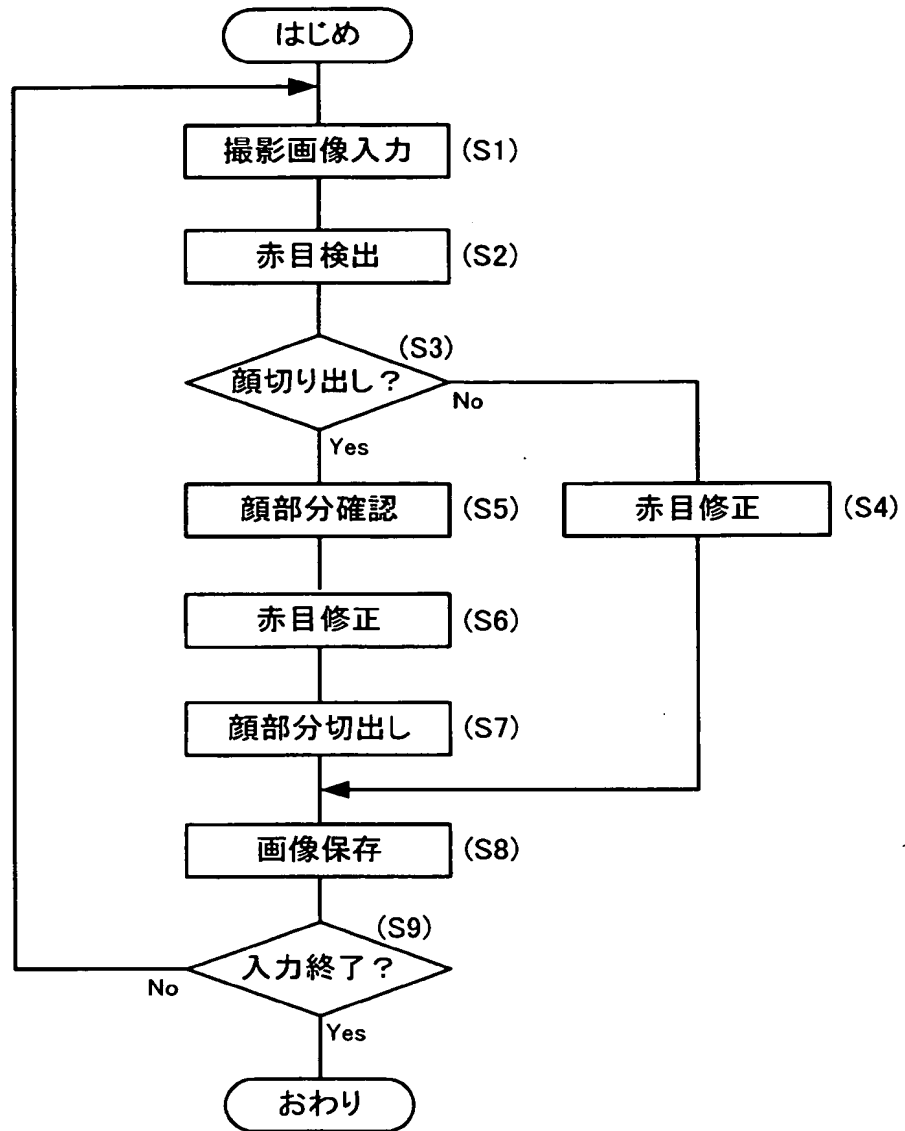 はじめ
撮影画像入力 (S1)
赤目検出 (S2)
(S3)
顔切り出し?
No
Yes
顔部分確認 (S5)
赤目修正 (S4)
赤目修正 (S6)
顔部分切出し (S7)
画像保存 (S8)
(S9)
入力終了?
No
Yes
おわり